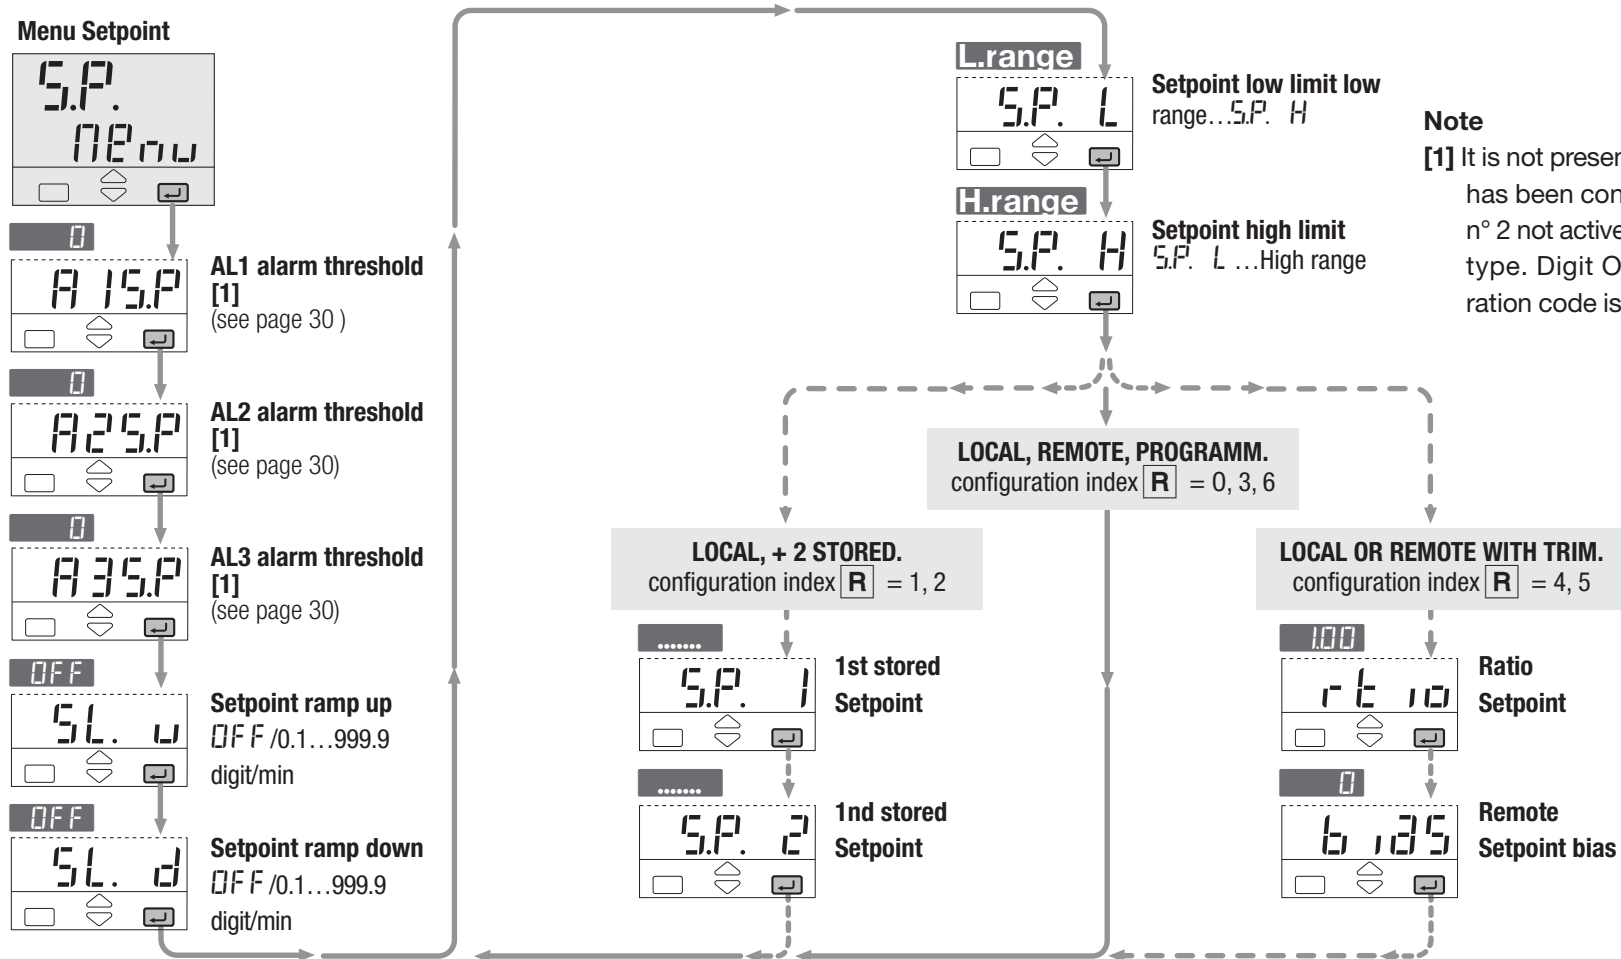 Menu Setpoint
S.P.
MEnu
0
A1S.P
AL1 alarm threshold
[1]
(see page 30 )
0
A2S.P
AL2 alarm threshold
[1]
(see page 30)
0
A3S.P
AL3 alarm threshold
[1]
(see page 30)
OFF
SL. u
Setpoint ramp up
OFF /0.1…999.9
digit/min
OFF
SL. d
Setpoint ramp down
OFF /0.1…999.9
digit/min
L.range
S.P. L
Setpoint low limit low
range…S.P. H
H.range
S.P. H
Setpoint high limit
S.P. L …High range
Note
[1] It is not presen
has been con
n° 2 not active
type. Digit O
ration code is
LOCAL, REMOTE, PROGRAMM.
configuration index R = 0, 3, 6
LOCAL, + 2 STORED.
configuration index R = 1, 2
.......
S.P. 1
1st stored
Setpoint
.......
S.P. 2
1nd stored
Setpoint
LOCAL OR REMOTE WITH TRIM.
configuration index R = 4, 5
1.00
rtio
Ratio
Setpoint
0
biaS
Remote
Setpoint bias